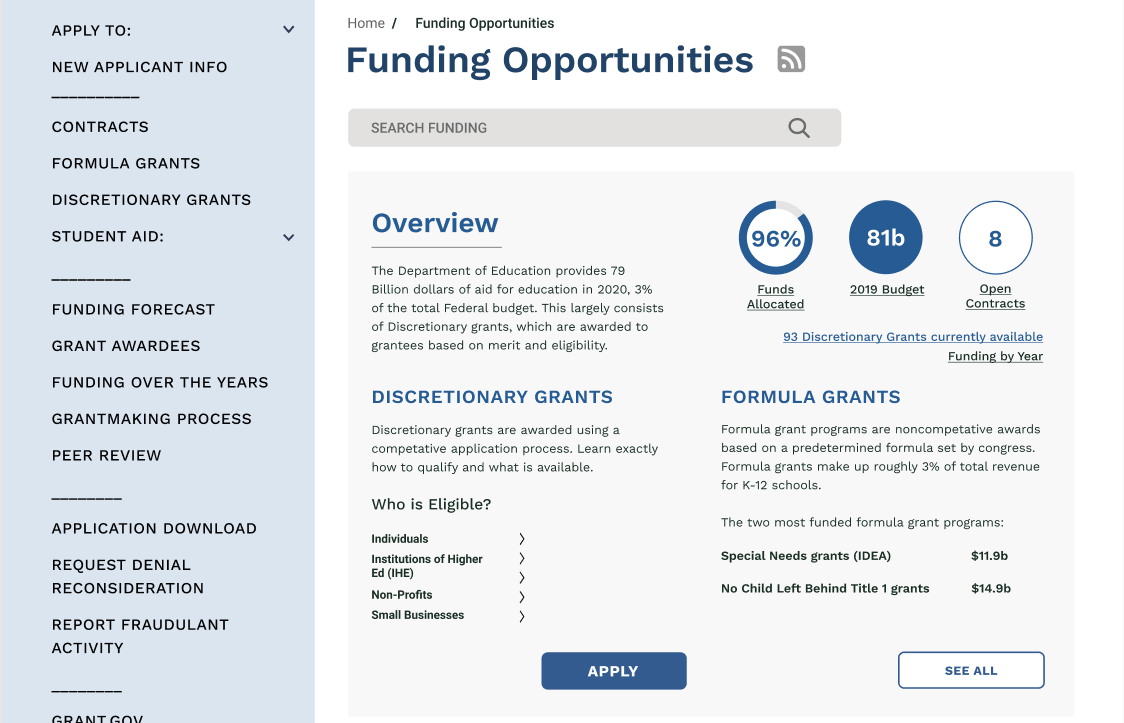 APPLY TO:
NEW APPLICANT INFO
___________
CONTRACTS
FORMULA GRANTS
DISCRETIONARY GRANTS
STUDENT AID:
__________
FUNDING FORECAST
GRANT AWARDEES
FUNDING OVER THE YEARS
GRANTMAKING PROCESS
PEER REVIEW
_________
APPLICATION DOWNLOAD
REQUEST DENIAL
RECONSIDERATION
REPORT FRAUDULANT
ACTIVITY
_________
GRANT.GOV
Home / Funding Opportunities
Funding Opportunities
SEARCH FUNDING
Overview
The Department of Education provides 79
Billion dollars of aid for education in 2020, 3%
of the total Federal budget. This largely consists
of Discretionary grants, which are awarded to
grantees based on merit and eligibility.
96%
Funds
Allocated
81b
2019 Budget
8
Open
Contracts
93 Discretionary Grants currently available
Funding by Year
DISCRETIONARY GRANTS
Discretionary grants are awarded using a
competative application process. Learn exactly
how to qualify and what is available.
Who is Eligible?
Individuals
Institutions of Higher
Ed (IHE)
Non-Profits
Small Businesses
APPLY
FORMULA GRANTS
Formula grant programs are noncompetative awards
based on a predetermined formula set by congress.
Formula grants make up roughly 3% of total revenue
for K-12 schools.
The two most funded formula grant programs:
Special Needs grants (IDEA) $11.9b
No Child Left Behind Title 1 grants $14.9b
SEE ALL